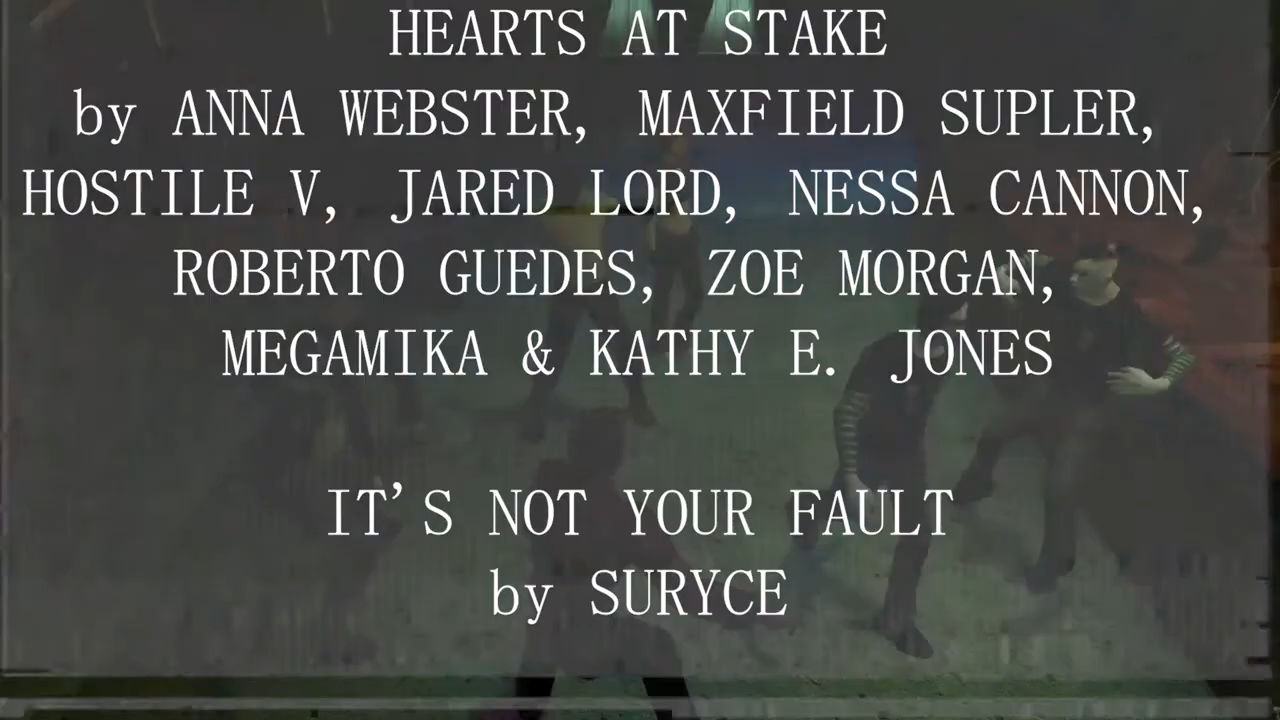 HEARTS AT STAKE
by ANNA WEBSTER, MAXFIELD SUPLER,
HOSTILE V, JARED LORD, NESSA CANNON,
ROBERTO GUEDES, ZOE MORGAN,
MEGAMIKA & KATHY E. JONES
IT'S NOT YOUR FAULT
by SURYCE